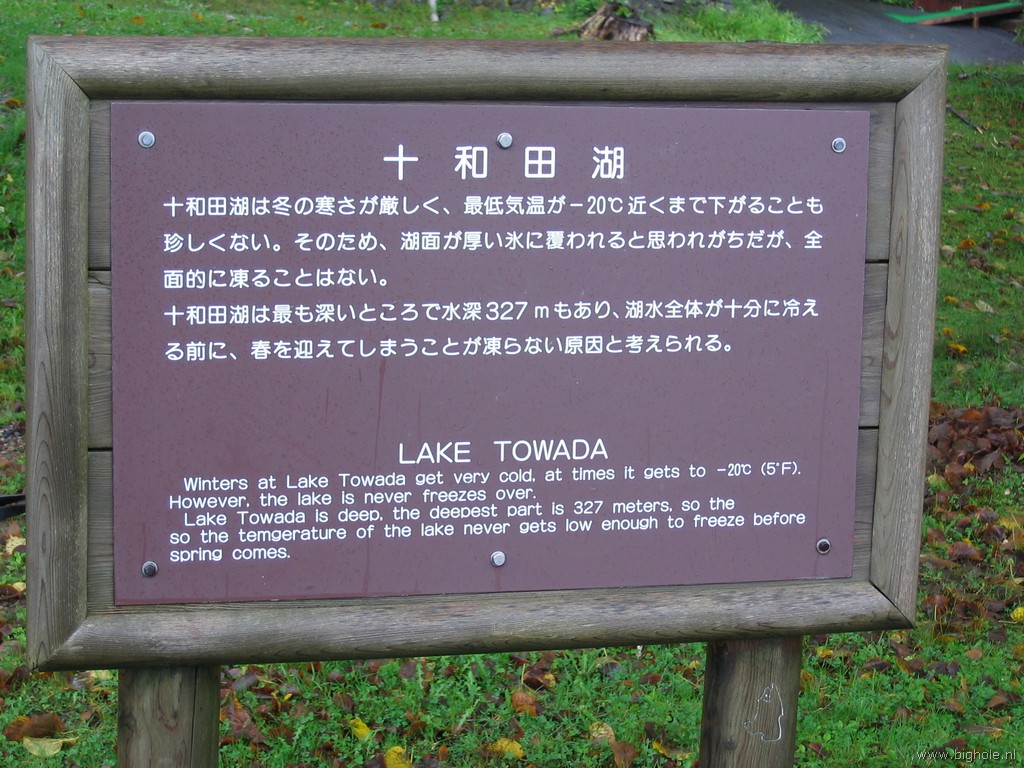 十和田湖
十和田湖は冬の寒さが厳しく、最低気温が－20℃近くまで下がることも
珍しくない。そのため、湖面が厚い氷に覆われると思われがちだが、全
面的に凍ることはない。
十和田湖は最も深いところで水深327mもあり、湖水全体が十分に冷え
る前に、春を迎えてしまうことが凍らない原因と考えられる。
LAKE TOWADA
Winters at Lake Towada get very cold, at times it gets to -20℃ (5°F).
However, the lake is never freezes over.
Lake Towada is deep, the deepest part is 327 meters, so the
so the temgerature of the lake never gets low enough to freeze before
spring comes.
www.bighole.nl